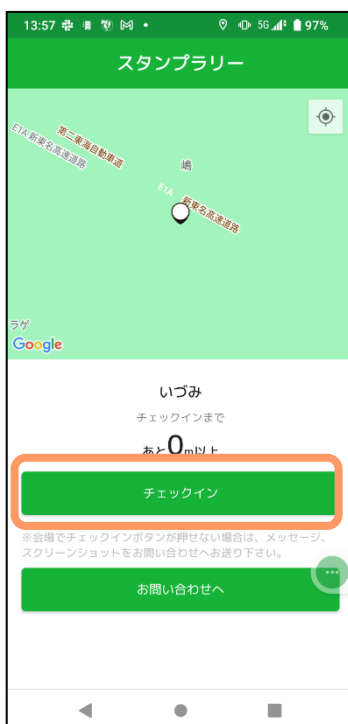 13:57
5G
97%
スタンプラリー
E1A 新東名高速道路
第二東海自動車道
嶋
E1A 新東名高速道路
ラゲ
Google
いづみ
チェックインまで
あと0m以上
チェックイン
※会場でチェックインボタンが押せない場合は、メッセージ、
スクリーンショットをお問い合わせへお送り下さい。
お問い合わせへ